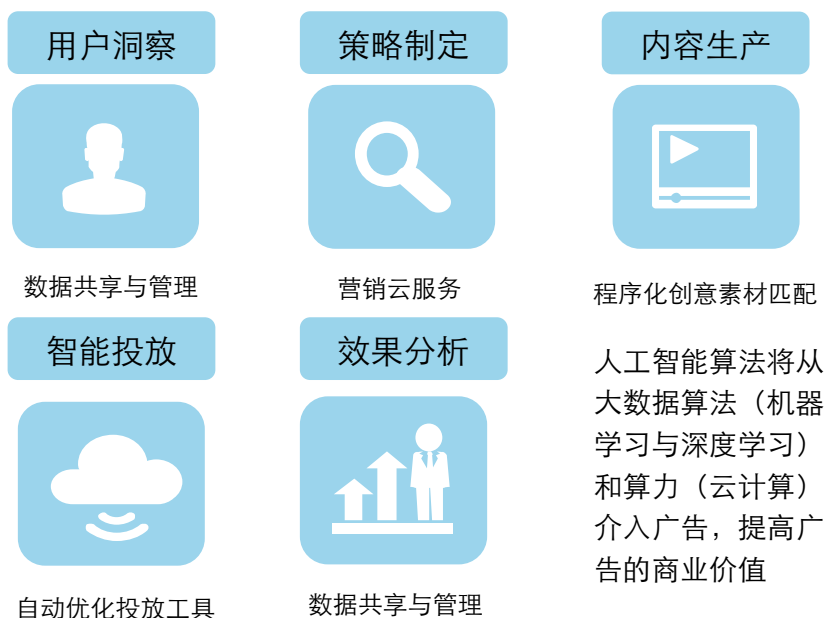 用户洞察
策略制定
内容生产
数据共享与管理
营销云服务
程序化创意素材匹配
智能投放
效果分析
人工智能算法将从
大数据算法（机器
学习与深度学习）
和算力（云计算）
介入广告，提高广
告的商业价值
自动优化投放工具
数据共享与管理